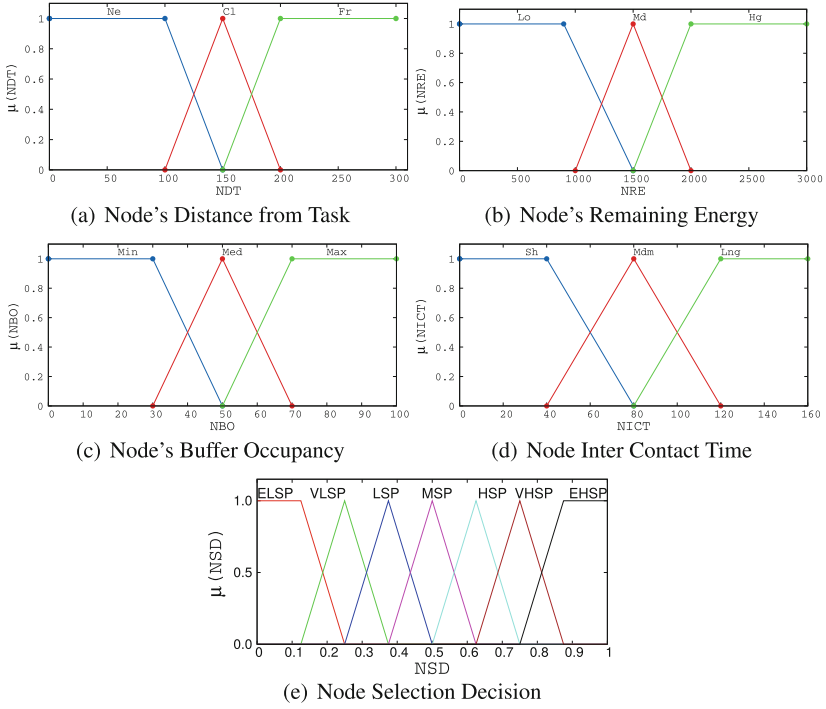 Ne Cl Fr
1
0.8
0.6
0.4
0.2
0
μ(NDT)
0 50 100 150 200 250 300
NDT
(a) Node's Distance from Task
Lo Md Hg
1
0.8
0.6
0.4
0.2
0
μ(NRE)
0 500 1000 1500 2000 2500 3000
NRE
(b) Node's Remaining Energy
Min Med Max
1
0.8
0.6
0.4
0.2
0
μ(NBO)
0 10 20 30 40 50 60 70 80 90 100
NBO
(c) Node's Buffer Occupancy
Sh Mdm Lng
1
0.8
0.6
0.4
0.2
0
μ(NICT)
0 20 40 60 80 100 120 140 160
NICT
(d) Node Inter Contact Time
ELSP VLSP LSP MSP HSP VHSP EHSP
1.0
0.5
0.0
μ(NSD)
0 0.1 0.2 0.3 0.4 0.5 0.6 0.7 0.8 0.9 1
NSD
(e) Node Selection Decision